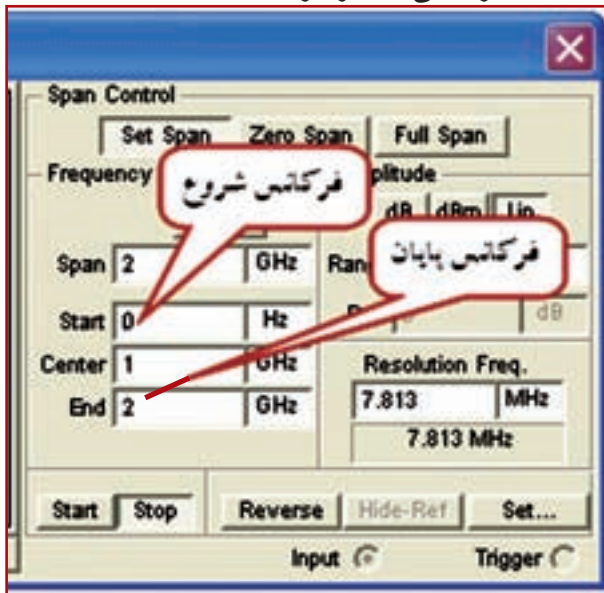 Span Control
Set Span Zero Span Full Span
Frequency
فرکانس شروع
dB dBm Lin.
فرکانس پایان
Span 2 GHz
Start 0 Hz
dB
Center 1 GHz
End 2 GHz
Resolution Freq.
7.813 MHz
7.813 MHz
Start Stop Reverse Hide-Ref Set...
Input Trigger